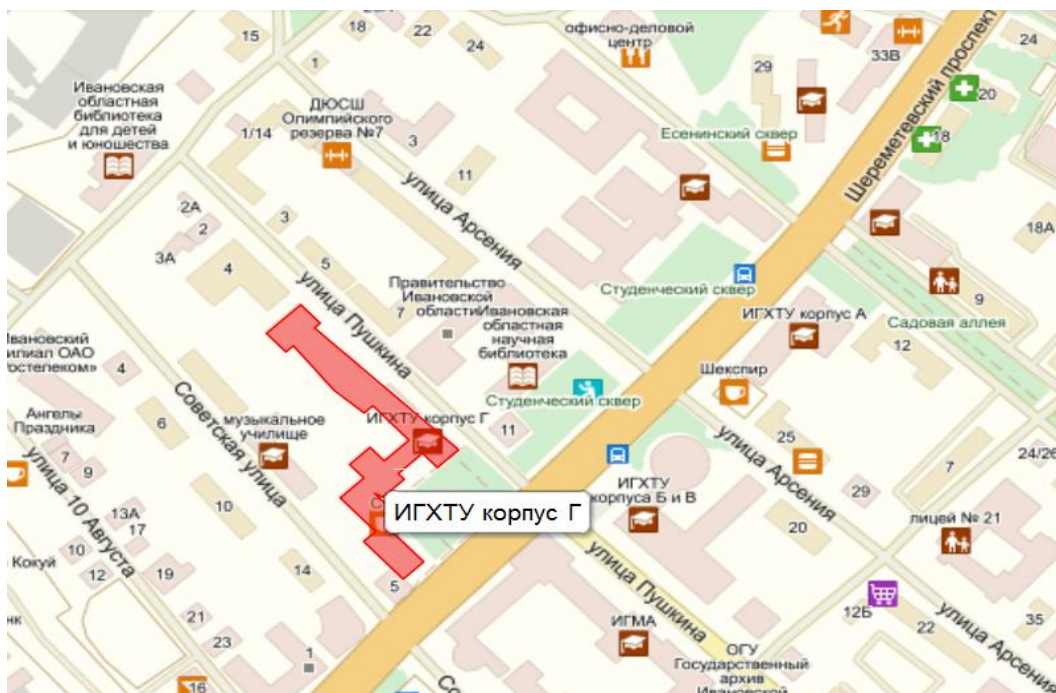 15
18
22
24
офисно-деловой
центр
33В
Шереметевский проспект
24
1
29
20
18
Ивановская
областная
библиотека
для детей
и юношества
ДЮСШ
Олимпийского
резерва №7
1/14
3
11
Есенинский сквер
улица Арсения
2А
2
3
3А
4
5
18А
улица Пушкина
Правительство
Ивановской
области
7
Ивановская
областная
научная
библиотека
Студенческий сквер
ИГХТУ корпус А
9
Садовая аллея
12
4
Шекспир
Студенческий сквер
Советская улица
Ангелы
Праздника
6
музыкальное
училище
ИГХТУ корпус Г
11
25
улица Арсения
7
24/26
7
9
улица 10 Августа
ИГХТУ корпус Г
ИГХТУ
корпуса Б и В
29
13А
17
10
20
лицей № 21
Кокуй
10
12
19
14
5
улица Пушкина
21
23
1
ИГМА
12Б
22
35
улица Арсения
ОГУ
Государственный
архив
16